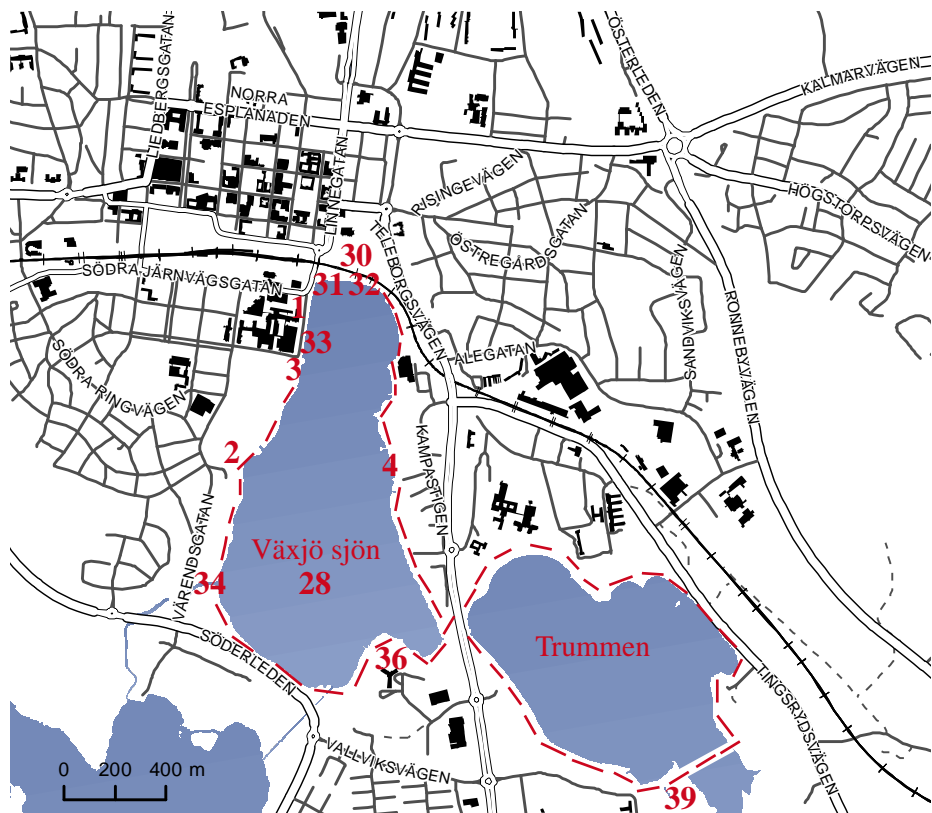 ÖSTERLEDEN
KALMARVÄGEN
LIEDBERGSGATAN
NORRA
ESPLANADEN
LINNEGATAN
RISINGEVÄGEN
HÖGSTORPSVÄGEN
TELEBORGSVÄGEN
ÖSTREGÅRDSGATAN
30
SÖDRA JÄRNVÄGSGATAN
31 32
1
SANDVIKSVÄGEN
RONNEBYVÄGEN
33
ALEGATAN
3
SÖDRA RINGVÄGEN
2
4
KAMPASTIGEN
VÄRENDSGATAN
Växjö sjön
28
34
Trummen
SÖDERLEDEN
36
TINGSRYDSVÄGEN
VALLVIKSVÄGEN
0 200 400 m
39